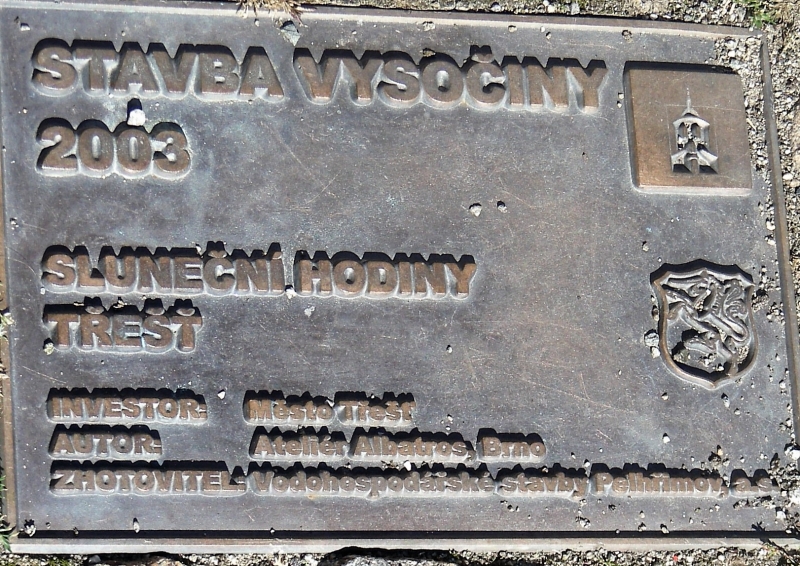 STAVBA VYSOČINY
2003
SLUNEČNÍ HODINY
TŘEŠŤ
INVESTOR: Město Třešť
AUTOR: Ateliér Albatros, Brno
ZHOTOVITEL: Vodohospodářské stavby Pelhřimov, a.s.